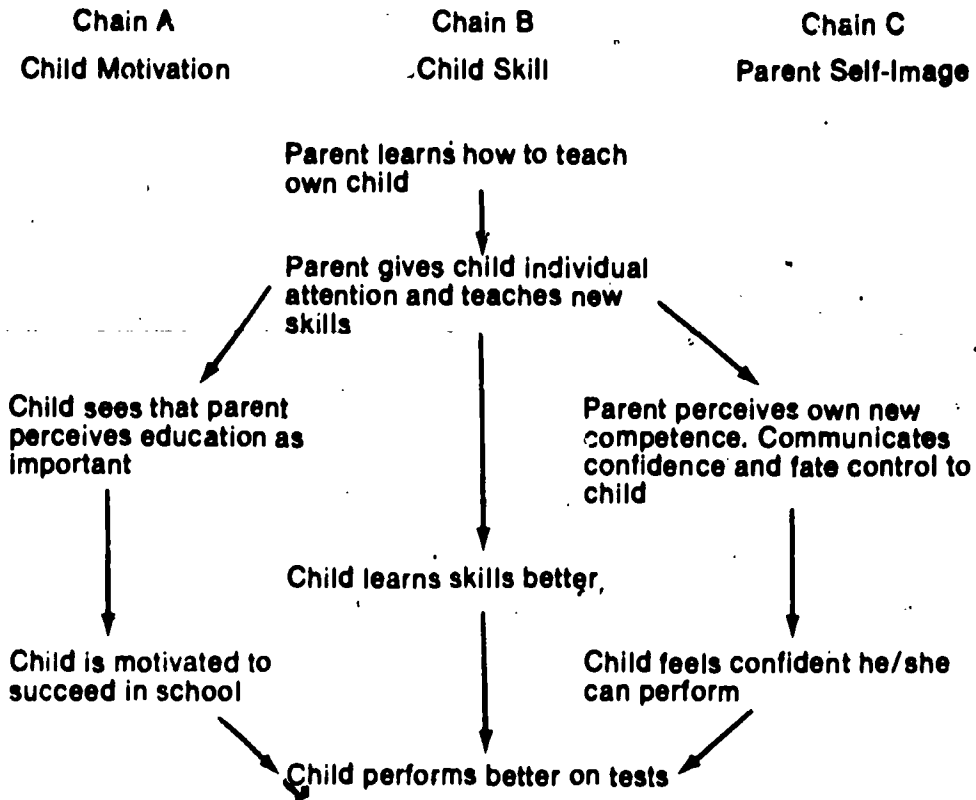 Chain A
Chain B
Chain C
Child Motivation
Child Skill
Parent Self-Image
Parent learns how to teach
own child
Parent gives child individual
attention and teaches new
skills
Child sees that parent
perceives education as
important
Parent perceives own new
competence. Communicates
confidence and fate control to
child
Child learns skills better,
Child is motivated to
succeed in school
Child feels confident he/she
can perform
Child performs better on tests